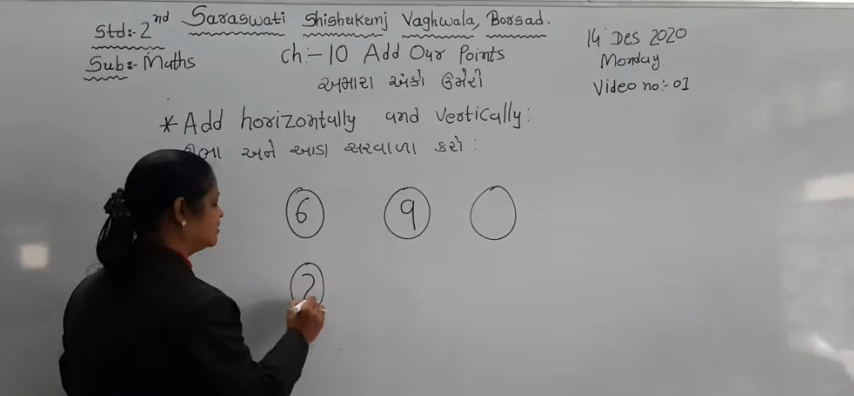 Std:- 2nd Saraswati Shishukunj Vaghwala, Borsad.
Sub:- Maths
Ch:- 10 Add Our Points
અમારા અંકો ઉમેરો
14 Des 2020
Monday
Video no:- 01
* Add horizontally and vertically:
અને આડા સરવાળા કરો:
6 9
2